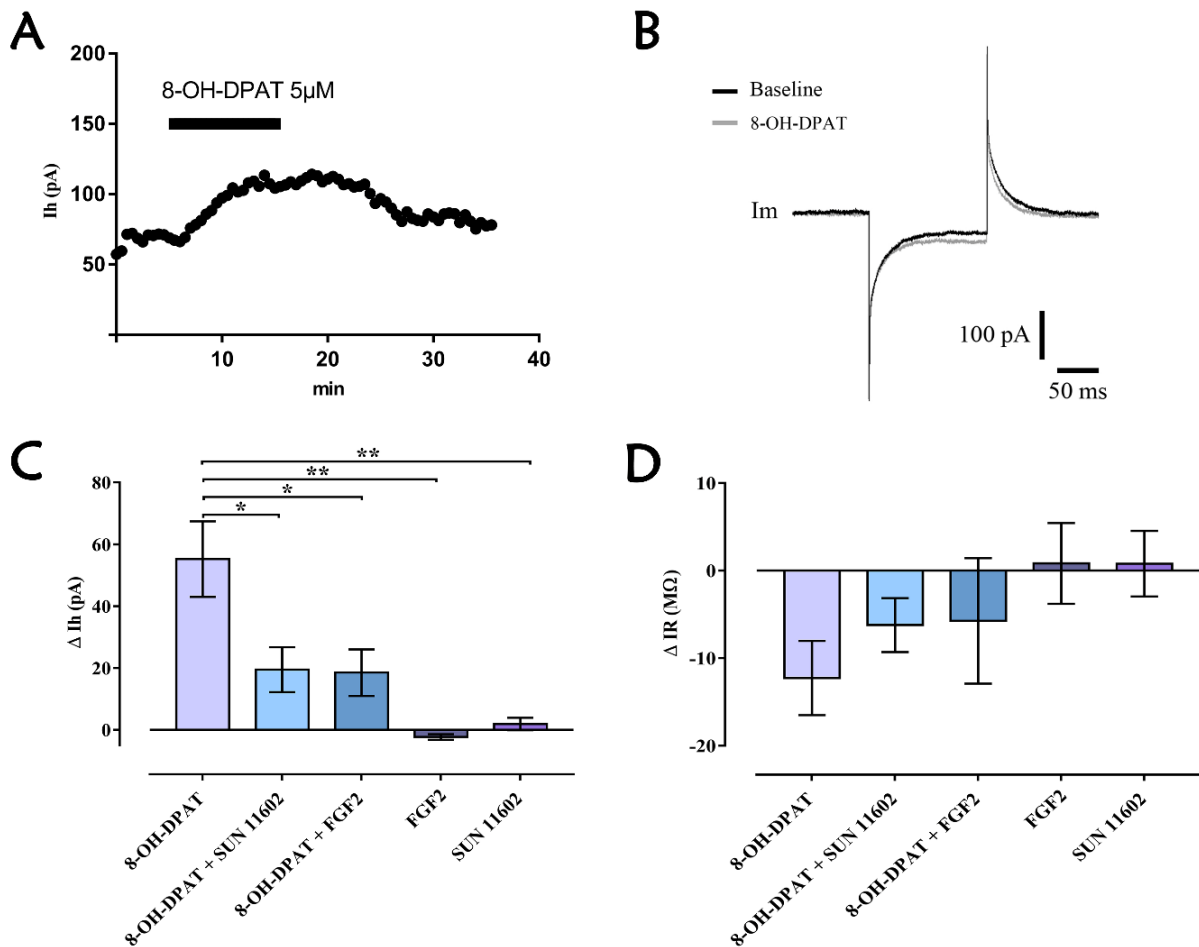 A
200
150
100
50
Ih (pA)
8-OH-DPAT 5µM
10
20
30
40
min
B
Baseline
8-OH-DPAT
Im
100 pA
50 ms
C
80
60
40
20
0
Δ Ih (pA)
**
**
*
*
8-OH-DPAT
8-OH-DPAT + SUN 11602
8-OH-DPAT + FGF2
FGF2
SUN 11602
D
10
0
-10
-20
Δ IR (MΩ)
8-OH-DPAT
8-OH-DPAT + SUN 11602
8-OH-DPAT + FGF2
FGF2
SUN 11602